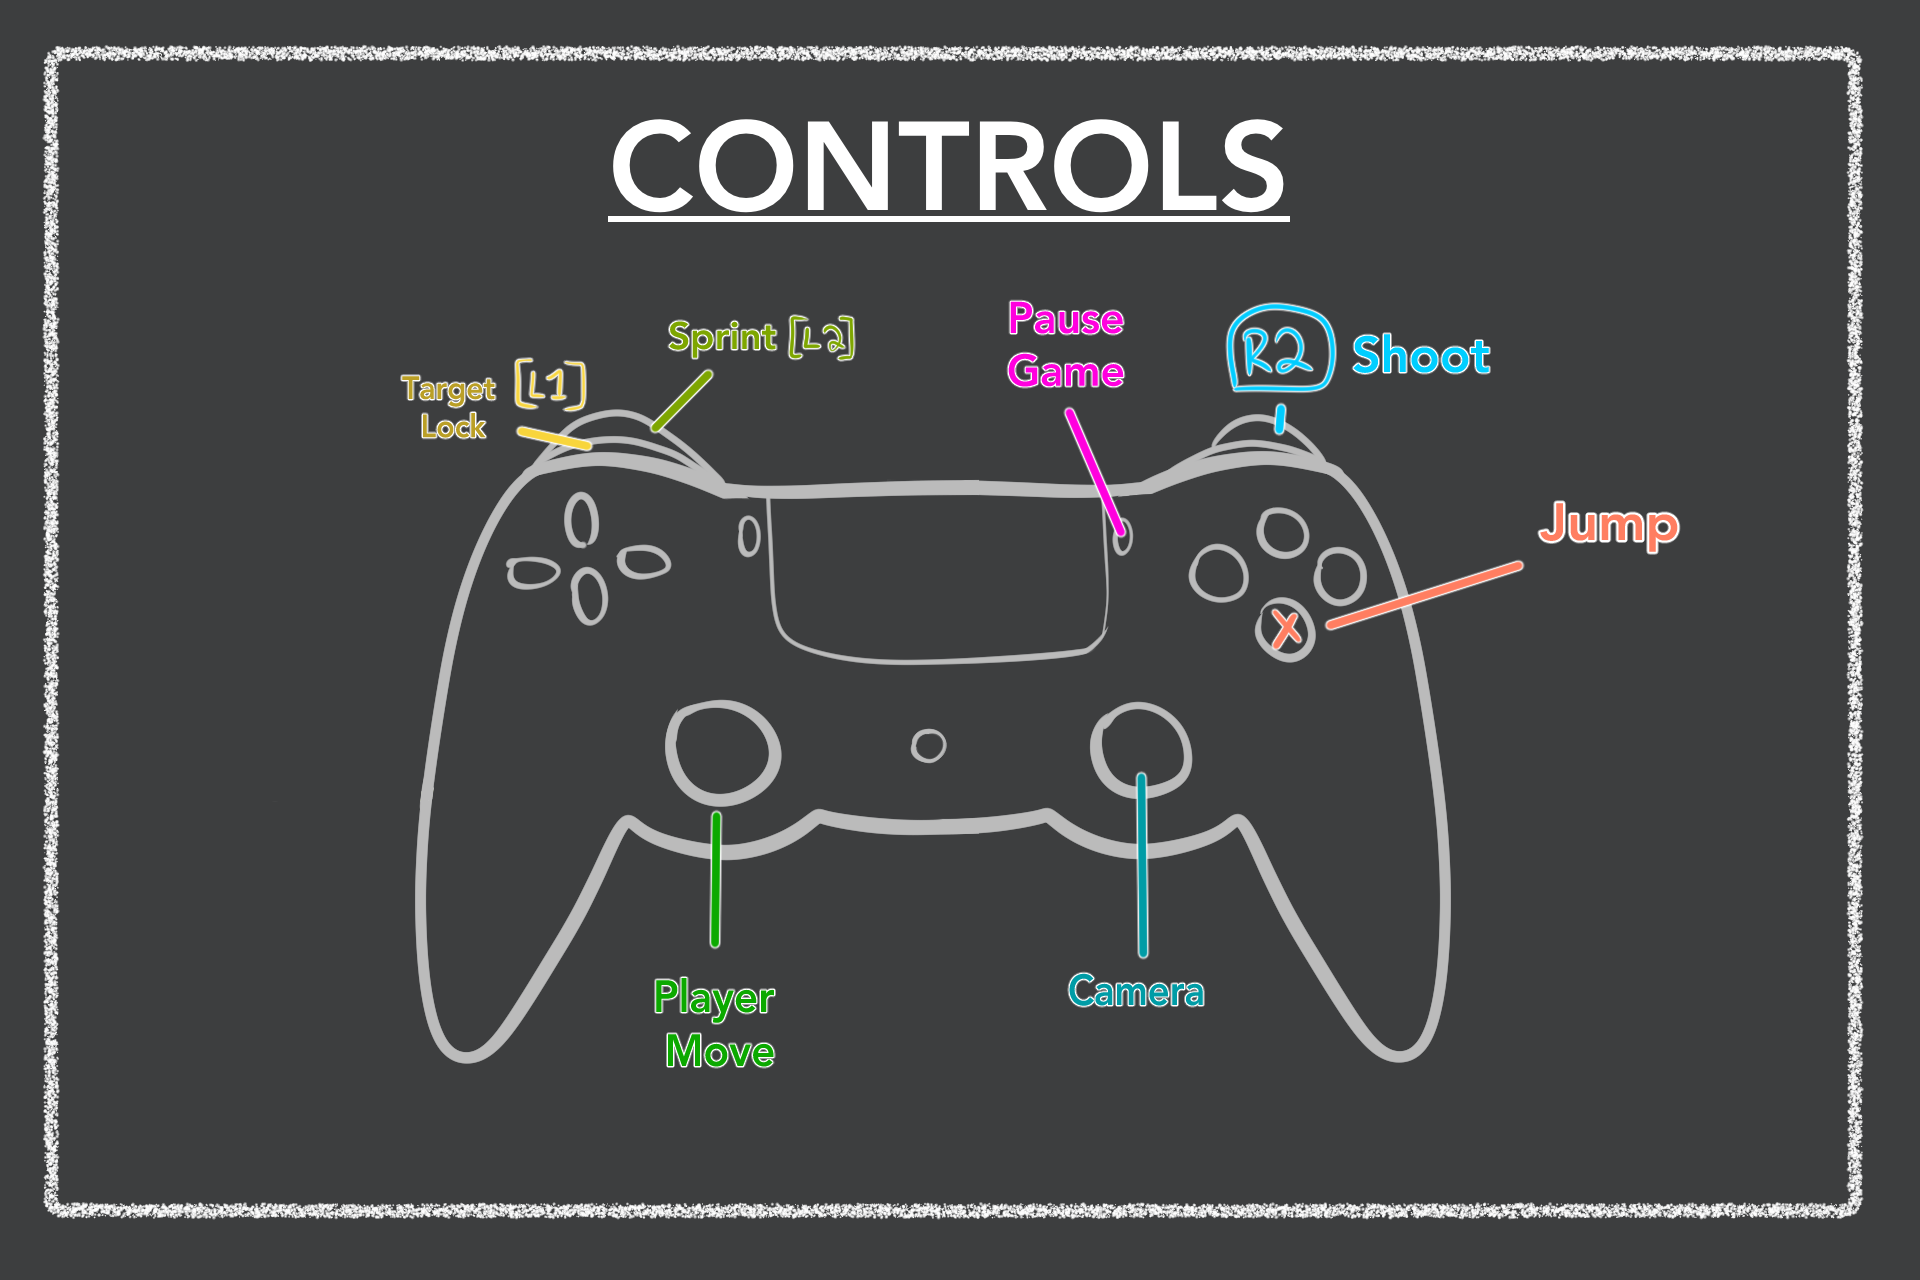 CONTROLS
Sprint [L2]
Target [L1]
Lock
Pause
Game
R2 Shoot
Jump
X
Player
Move
Camera